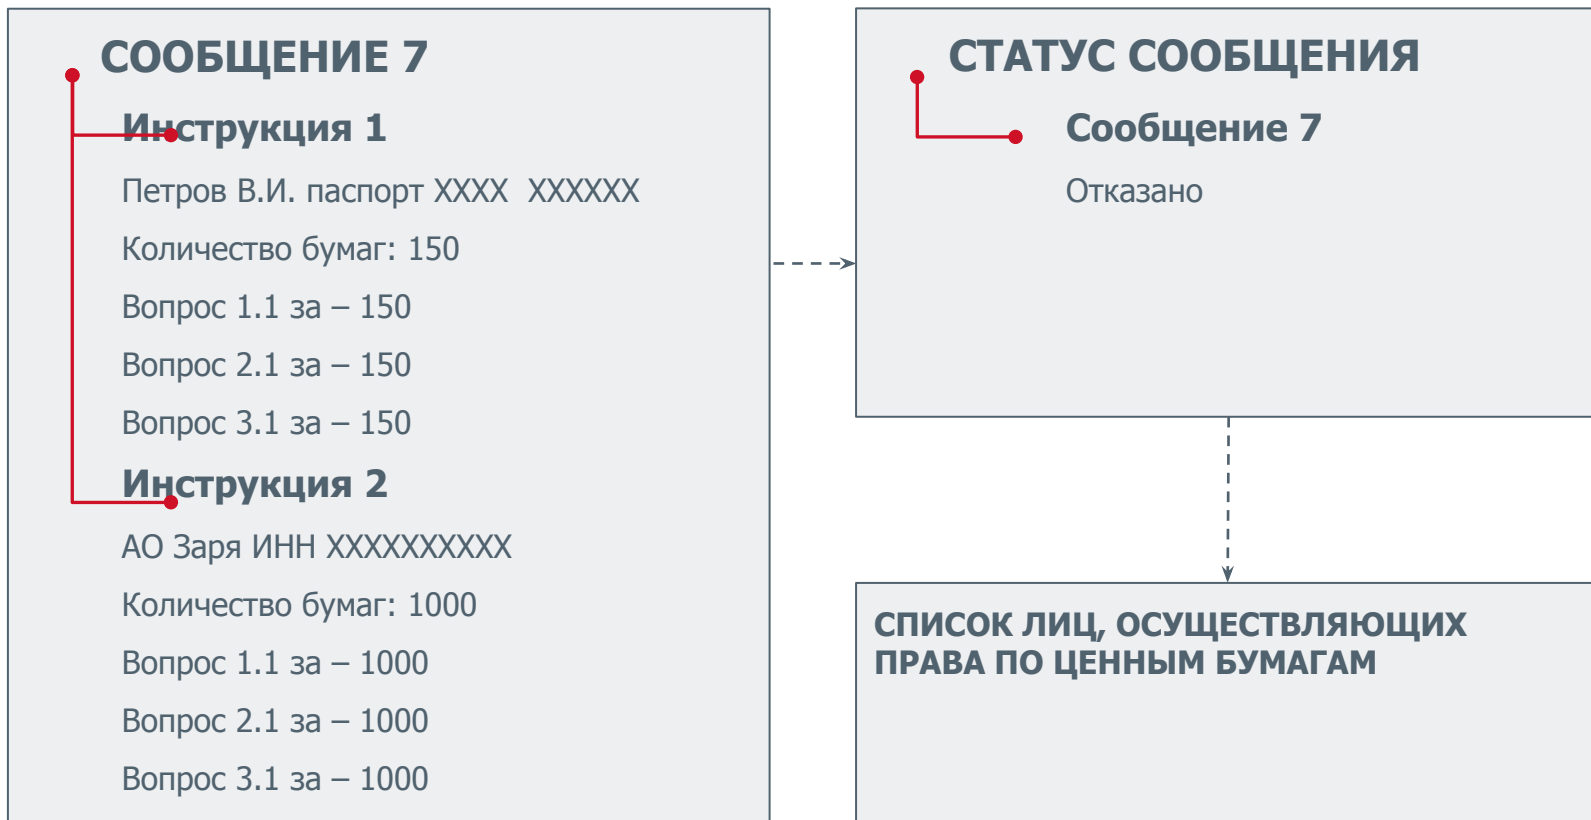 СООБЩЕНИЕ 7
Инструкция 1
Петров В.И. паспорт XXXX XXXXXX
Количество бумаг: 150
Вопрос 1.1 за – 150
Вопрос 2.1 за – 150
Вопрос 3.1 за – 150
Инструкция 2
АО Заря ИНН XXXXXXXXXX
Количество бумаг: 1000
Вопрос 1.1 за – 1000
Вопрос 2.1 за – 1000
Вопрос 3.1 за – 1000
СТАТУС СООБЩЕНИЯ
Сообщение 7
Отказано
СПИСОК ЛИЦ, ОСУЩЕСТВЛЯЮЩИХ
ПРАВА ПО ЦЕННЫМ БУМАГАМ